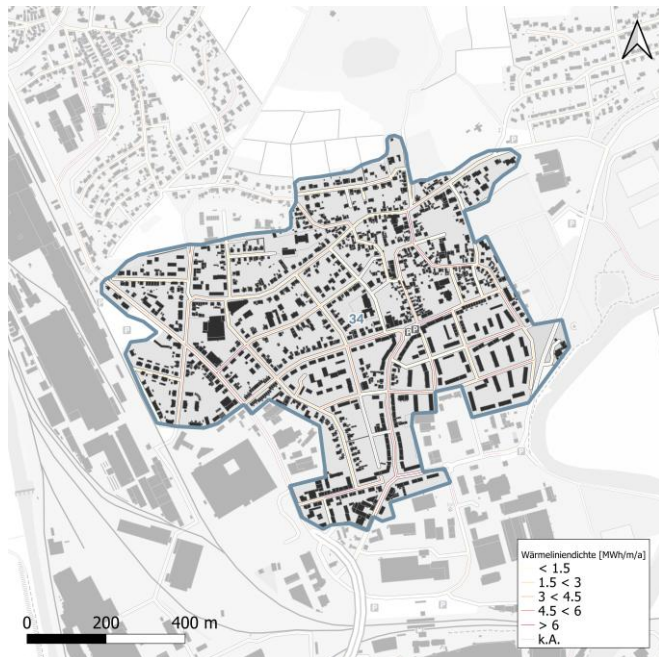 34
P
P
P
P
P
P
P
P
Wärmeliniendichte [MWh/m/a]
< 1.5
1.5 < 3
3 < 4.5
4.5 < 6
> 6
k.A.
0 200 400 m